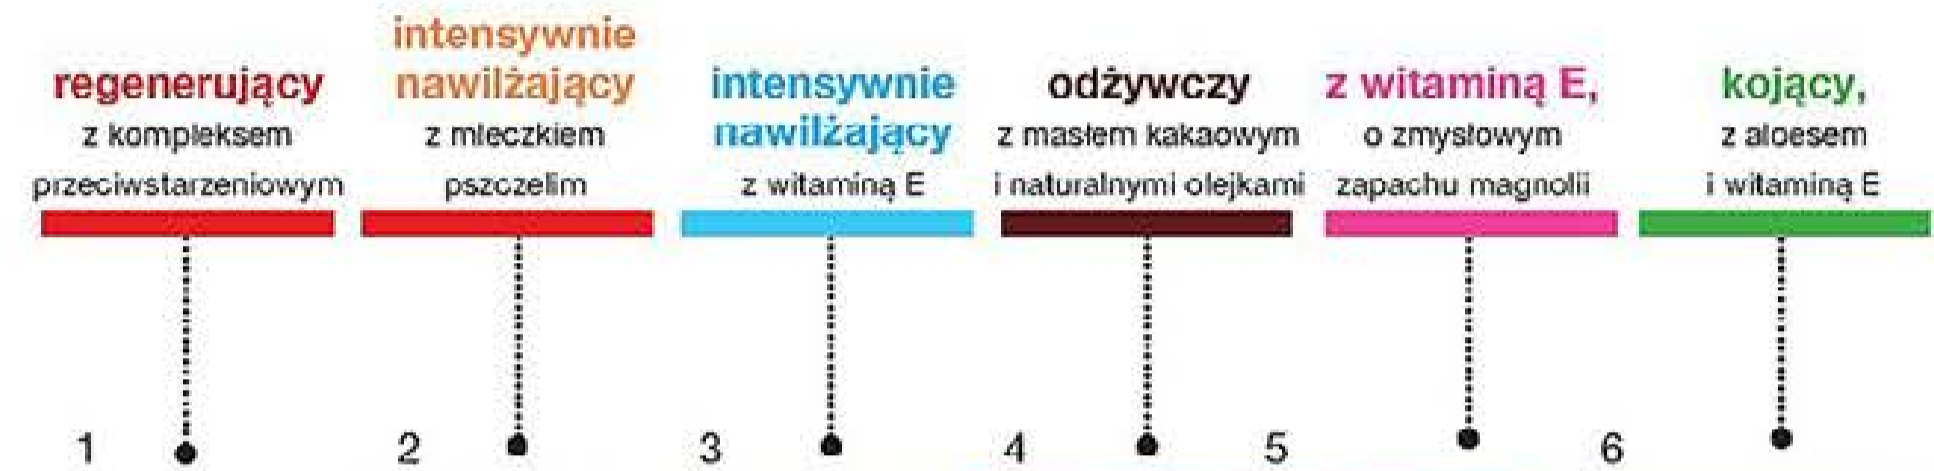 regenerujący
z kompleksem
przeciwstarzeniowym
intensywnie
nawilżający
z mleczkiem
pszczelim
intensywnie
nawilżający
z witaminą E
odżywczy
z masłem kakaowym
i naturalnymi olejkami
z witaminą E,
o zmysłowym
zapachu magnolii
kojący,
z aloesem
i witaminą E
1 2 3 4 5 6